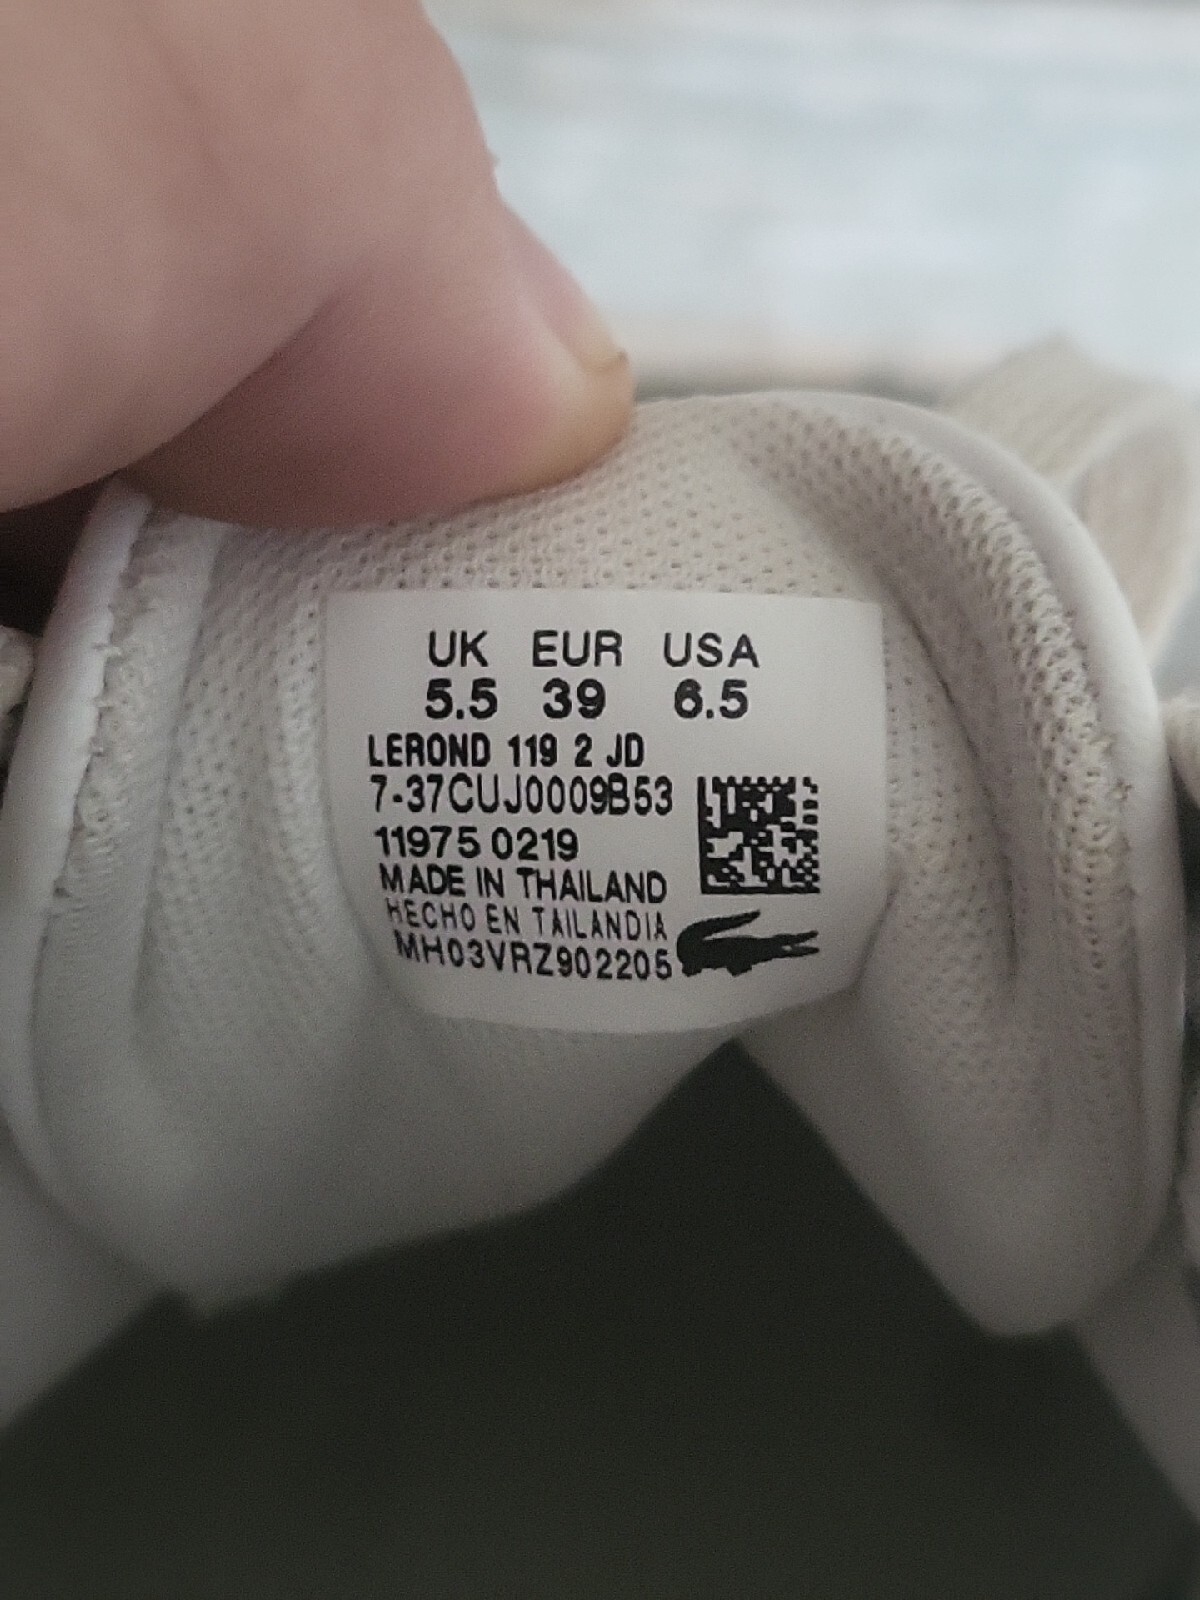 UK EUR USA
5.5 39 6.5
LEROND 119 2 JD
7-37CUJ0009B53
11975 0219
MADE IN THAILAND
HECHO EN TAILANDIA
MH03VRZ902205